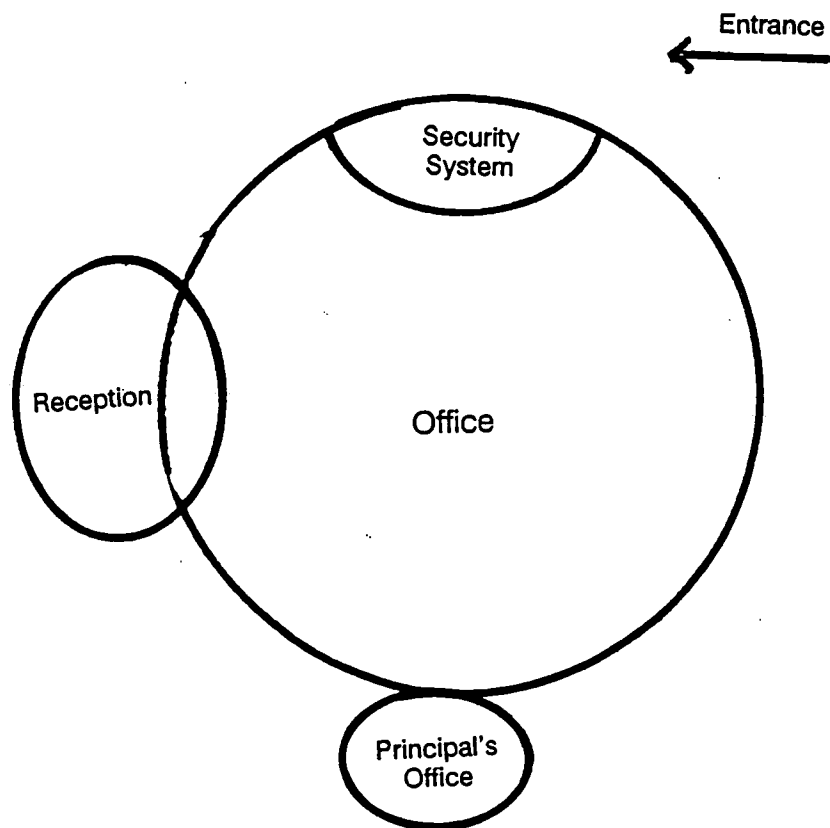 Entrance
Security
System
Reception
Office
Principal's
Office